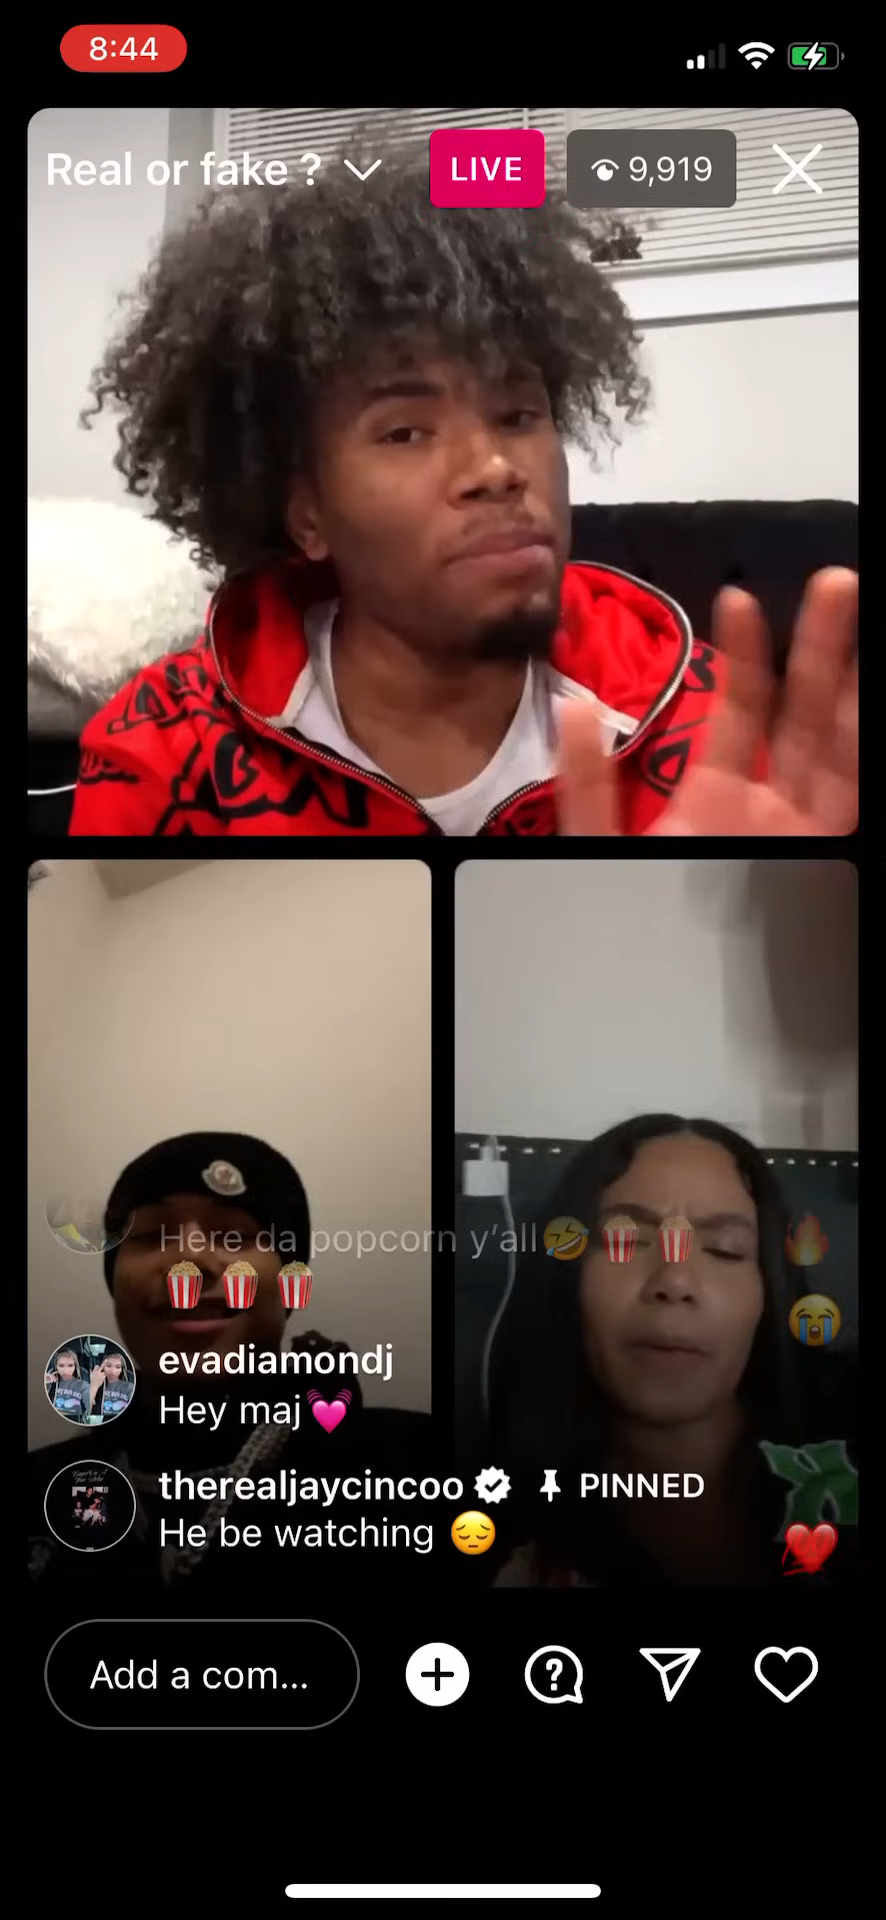 8:44
Real or fake ?
LIVE
9,919
Here da popcorn y'all🤣🍿🍿
🍿🍿🍿
evadiamondj
Hey maj💓
therealjaycincoo PINNED
He be watching 😔
Add a com...